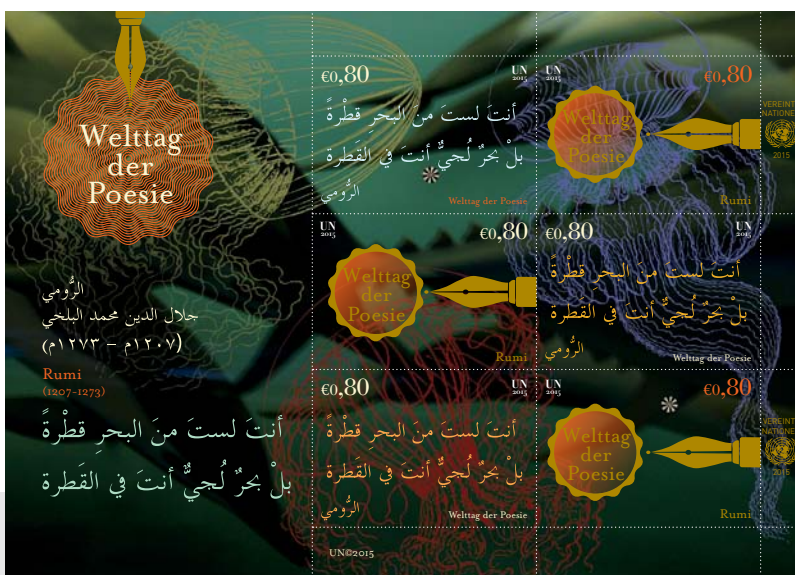 Welttag
der
Poesie
الرُّومي
جلال الدين محمد البلخي
(١٢٠٧م – ١٢٧٣م)
Rumi
(1207-1273)
أنتَ لستَ منَ البحرِ قطْرةً
بلْ بحرٌ لُجيٌّ أنتَ في القَطرة
€0,80
UN
2015
أنتَ لستَ منَ البحرِ قطْرةً
بلْ بحرٌ لُجيٌّ أنتَ في القَطرة
الرُّومي
Welttag der Poesie
UN
2015
€0,80
Welttag
der
Poesie
Rumi
VEREINT
NATIONE
2015
UN
2015
€0,80
Welttag
der
Poesie
Rumi
€0,80
UN
2015
أنتَ لستَ منَ البحرِ قطْرةً
بلْ بحرٌ لُجيٌّ أنتَ في القَطرة
الرُّومي
Welttag der Poesie
€0,80
UN
2015
أنتَ لستَ منَ البحرِ قطْرةً
بلْ بحرٌ لُجيٌّ أنتَ في القَطرة
الرُّومي
Welttag der Poesie
UN
2015
€0,80
Welttag
der
Poesie
Rumi
VEREINT
NATIONE
2015
UN©2015